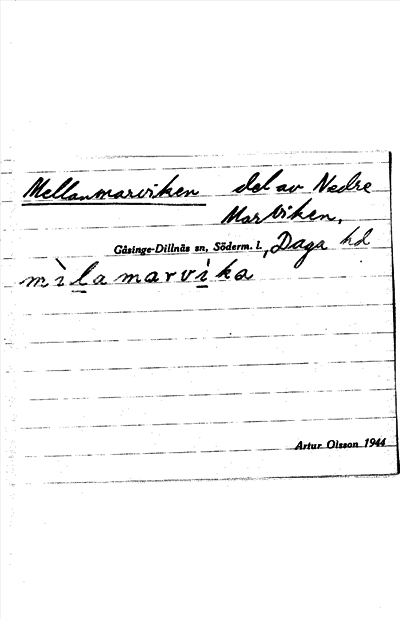 Mellanmarviken del av Nedre
Marviken,
Gåsinge-Dillnäs sn, Söderm. l., Daga hd
mìlamarvìka
Artur Olsson 1944